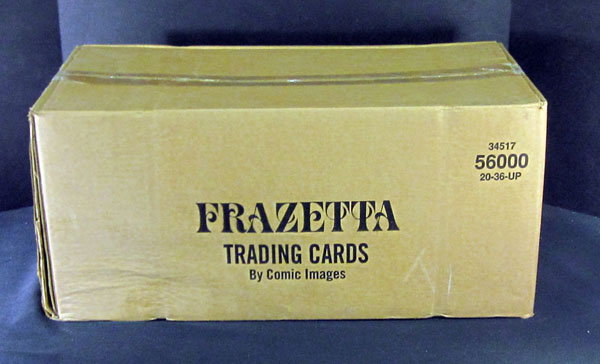 34517
56000
20-36-UP
FRAZETTA
TRADING CARDS
By Comic Images